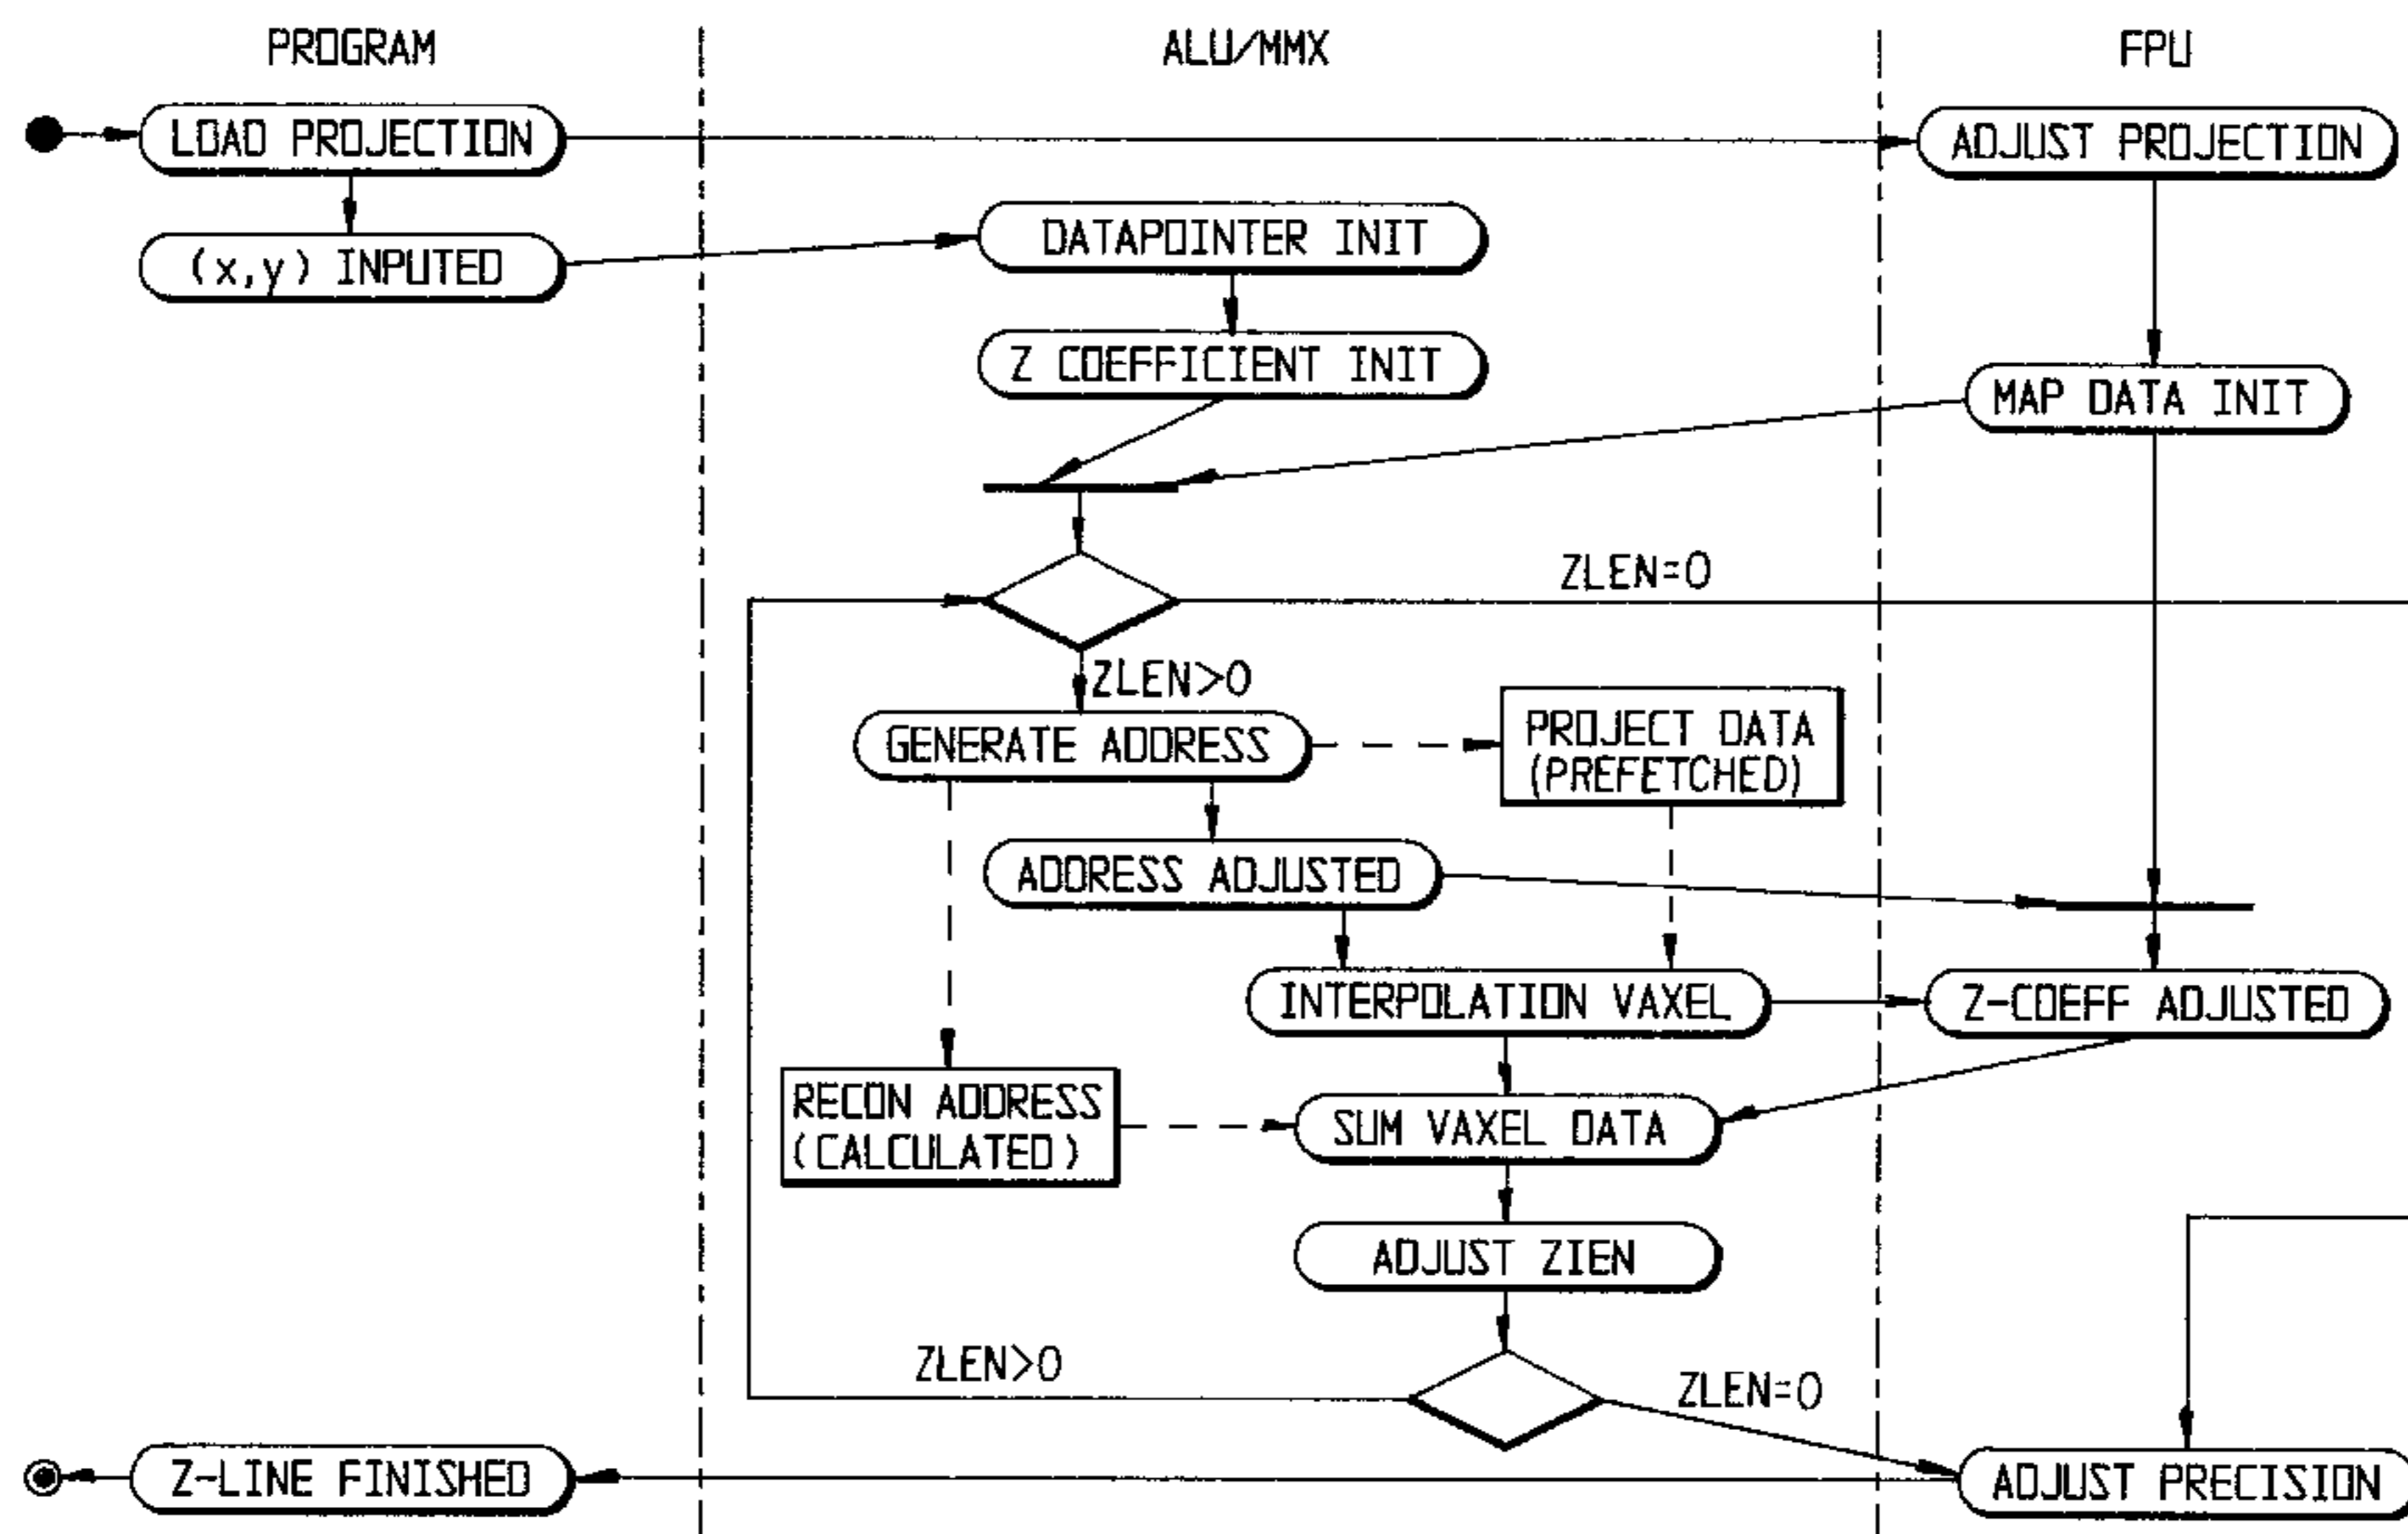 PROGRAM
ALU/MMX
FPU
LOAD PROJECTION
ADJUST PROJECTION
(x,y) INPUTED
DATAPOINTER INIT
Z COEFFICIENT INIT
MAP DATA INIT
ZLEN=0
ZLEN>0
GENERATE ADDRESS
PROJECT DATA
(PREFETCHED)
ADDRESS ADJUSTED
INTERPOLATION VAXEL
Z-COEFF ADJUSTED
RECON ADDRESS
(CALCULATED)
SUM VAXEL DATA
ADJUST ZIEN
ZLEN>0
ZLEN=0
Z-LINE FINISHED
ADJUST PRECISION